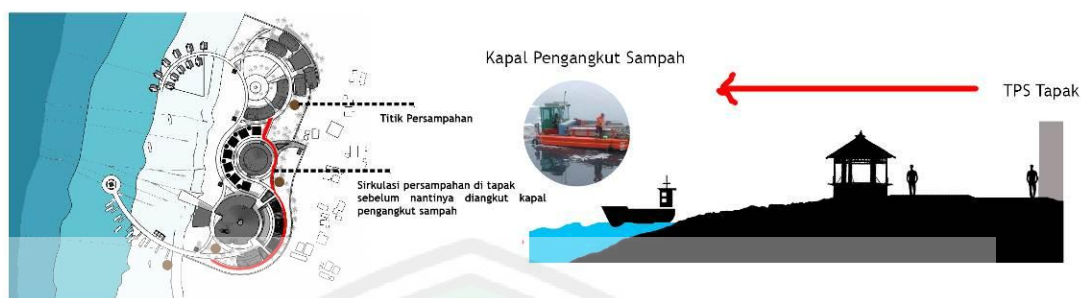 Kapal Pengangkut Sampah
TPS Tapak
Titik Persampahan
Sirkulasi persampahan di tapak
sebelum nantinya diangkut kapal
pengangkut sampah